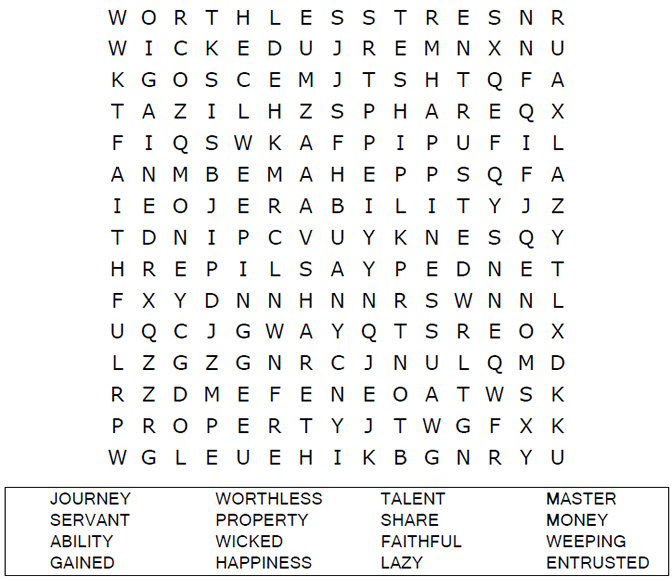 W O R T H L E S S T R E S N R
W I C K E D U J R E M N X N U
K G O S C E M J T S H T Q F A
T A Z I L H Z S P H A R E Q X
F I Q S W K A F P I P U F I L
A N M B E M A H E P P S Q F A
I E O J E R A B I L I T Y J Z
T D N I P C V U Y K N E S Q Y
H R E P I L S A Y P E D N E T
F X Y D N N H N N R S W N N L
U Q C J G W A Y Q T S R E O X
L Z G Z G N R C J N U L Q M D
R Z D M E F E N E O A T W S K
P R O P E R T Y J T W G F X K
W G L E U E H I K B G N R Y U
JOURNEY WORTHLESS TALENT MASTER
SERVANT PROPERTY SHARE MONEY
ABILITY WICKED FAITHFUL WEEPING
GAINED HAPPINESS LAZY ENTRUSTED